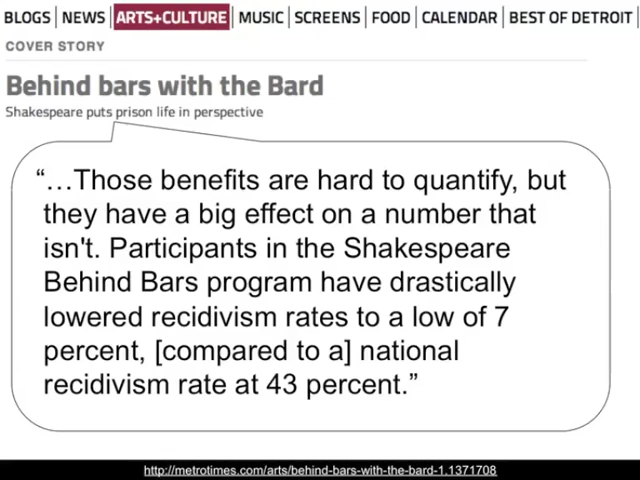 BLOGS | NEWS | ARTS+CULTURE | MUSIC | SCREENS | FOOD | CALENDAR | BEST OF DETROIT |
COVER STORY
Behind bars with the Bard
Shakespeare puts prison life in perspective
“…Those benefits are hard to quantify, but
they have a big effect on a number that
isn't. Participants in the Shakespeare
Behind Bars program have drastically
lowered recidivism rates to a low of 7
percent, [compared to a] national
recidivism rate at 43 percent.”
http://metrotimes.com/arts/behind-bars-with-the-bard-1.1371708